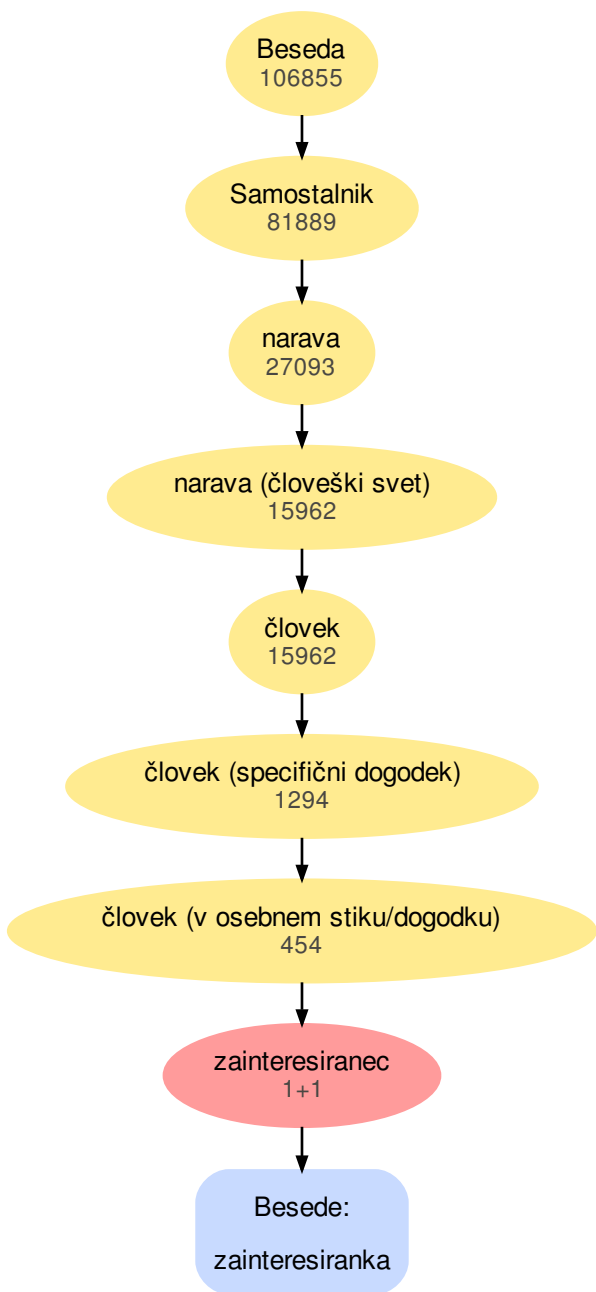 Beseda
106855
Samostalnik
81889
narava
27093
narava (človeški svet)
15962
človek
15962
človek (specifični dogodek)
1294
človek (v osebnem stiku/dogodku)
454
zainteresiranec
1+1
Besede:
zainteresiranka